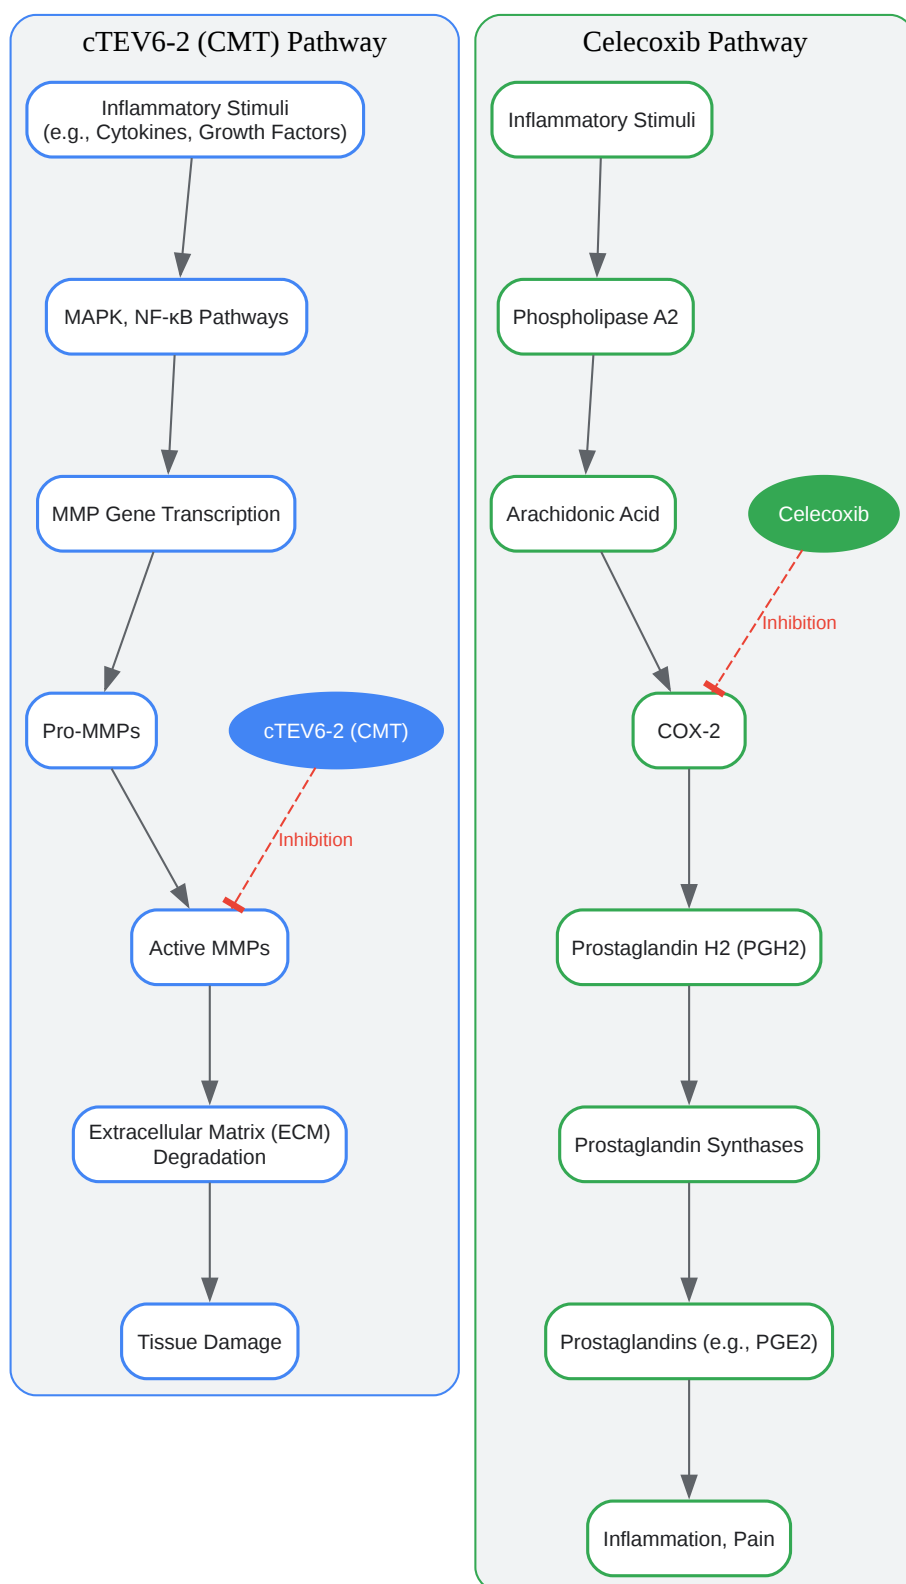 cTEV6-2 (CMT) Pathway
Inflammatory Stimuli
(e.g., Cytokines, Growth Factors)
MAPK, NF-κB Pathways
MMP Gene Transcription
Pro-MMPs
cTEV6-2 (CMT)
Inhibition
Active MMPs
Extracellular Matrix (ECM)
Degradation
Tissue Damage
Celecoxib Pathway
Inflammatory Stimuli
Phospholipase A2
Arachidonic Acid
Celecoxib
Inhibition
COX-2
Prostaglandin H2 (PGH2)
Prostaglandin Synthases
Prostaglandins (e.g., PGE2)
Inflammation, Pain